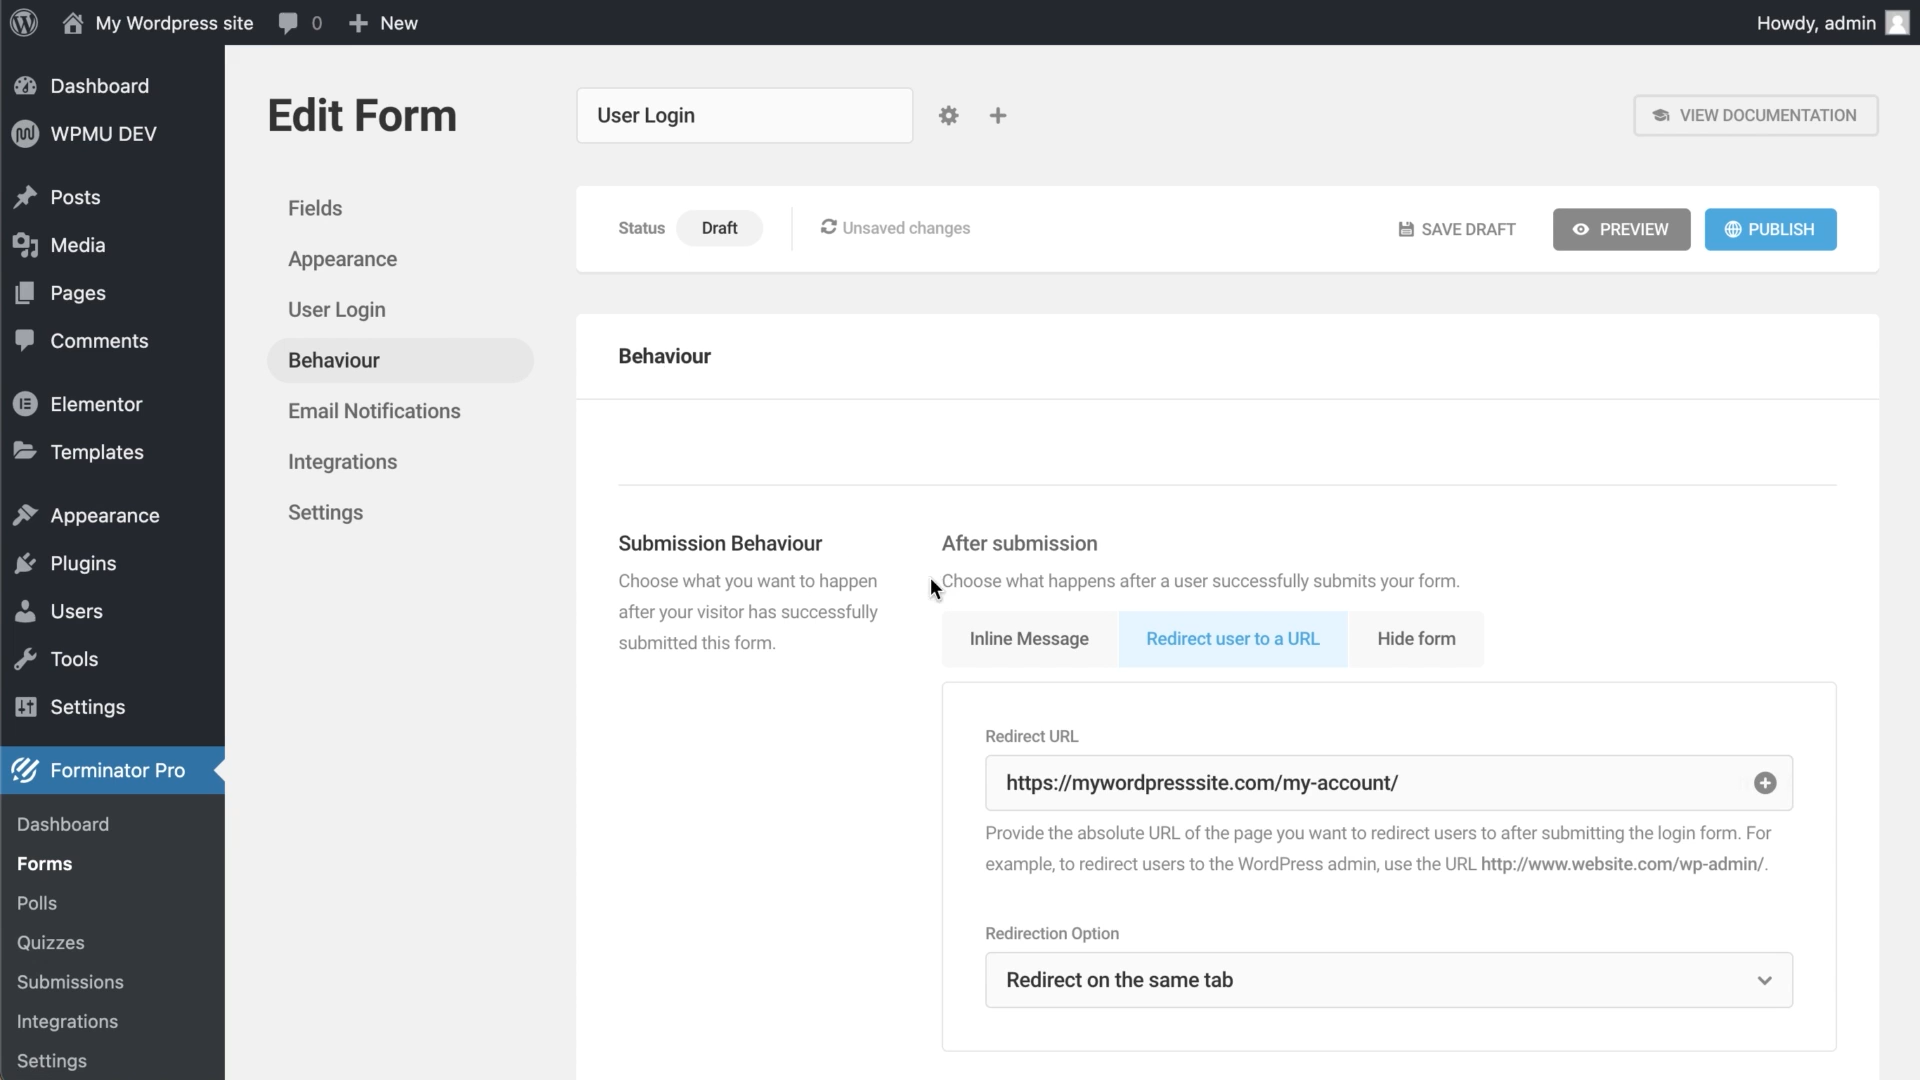 My Wordpress site
0
New
Howdy, admin
Dashboard
WPMU DEV
Posts
Media
Pages
Comments
Elementor
Templates
Appearance
Plugins
Users
Tools
Settings
Forminator Pro
Dashboard
Forms
Polls
Quizzes
Submissions
Integrations
Settings
Edit Form
User Login
VIEW DOCUMENTATION
Fields
Appearance
User Login
Behaviour
Email Notifications
Integrations
Settings
Status
Draft
Unsaved changes
SAVE DRAFT
PREVIEW
PUBLISH
Behaviour
Submission Behaviour
Choose what you want to happen
after your visitor has successfully
submitted this form.
After submission
Choose what happens after a user successfully submits your form.
Inline Message
Redirect user to a URL
Hide form
Redirect URL
https://mywordpresssite.com/my-account/
Provide the absolute URL of the page you want to redirect users to after submitting the login form. For
example, to redirect users to the WordPress admin, use the URL http://www.website.com/wp-admin/.
Redirection Option
Redirect on the same tab